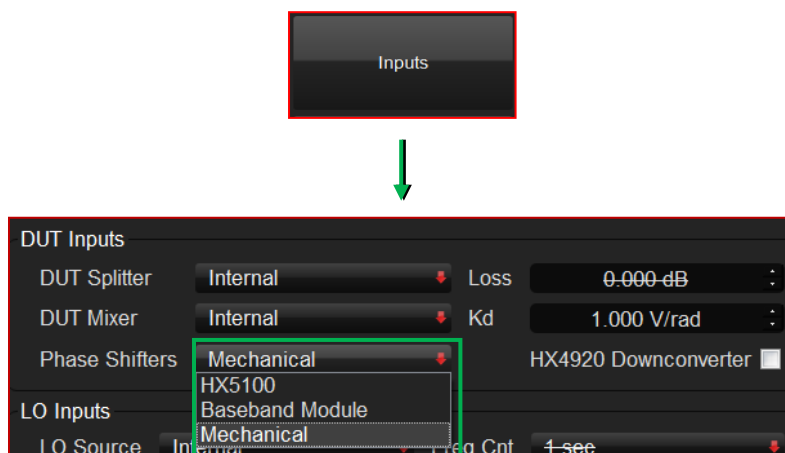 Inputs
DUT Inputs
DUT Splitter Internal Loss 0.000 dB
DUT Mixer Internal Kd 1.000 V/rad
Phase Shifters Mechanical HX4920 Downconverter
HX5100
Baseband Module
Mechanical
LO Inputs
LO Source Cnt 1 sec